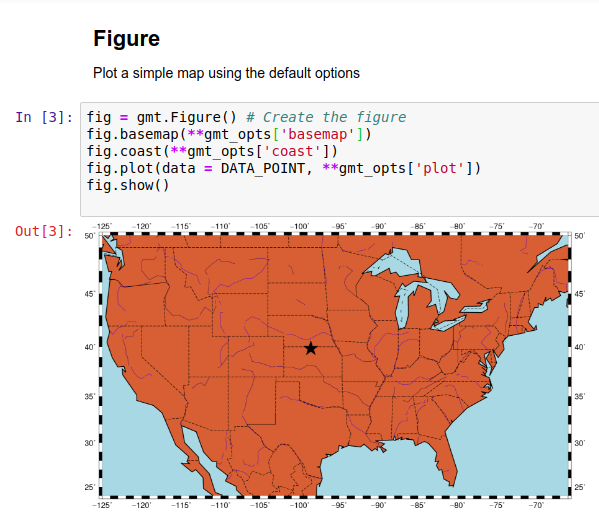 Figure
Plot a simple map using the default options
In [3]: fig = gmt.Figure() # Create the figure
fig.basemap(**gmt_opts['basemap'])
fig.coast(**gmt_opts['coast'])
fig.plot(data = DATA_POINT, **gmt_opts['plot'])
fig.show()
Out[3]:
−125° −120° −115° −110° −105° −100° −95° −90° −85° −80° −75° −70°
50° 50°
45° 45°
40° 40°
35° 35°
30° 30°
25° 25°
−125° −120° −115° −110° −105° −100° −95° −90° −85° −80° −75° −70°